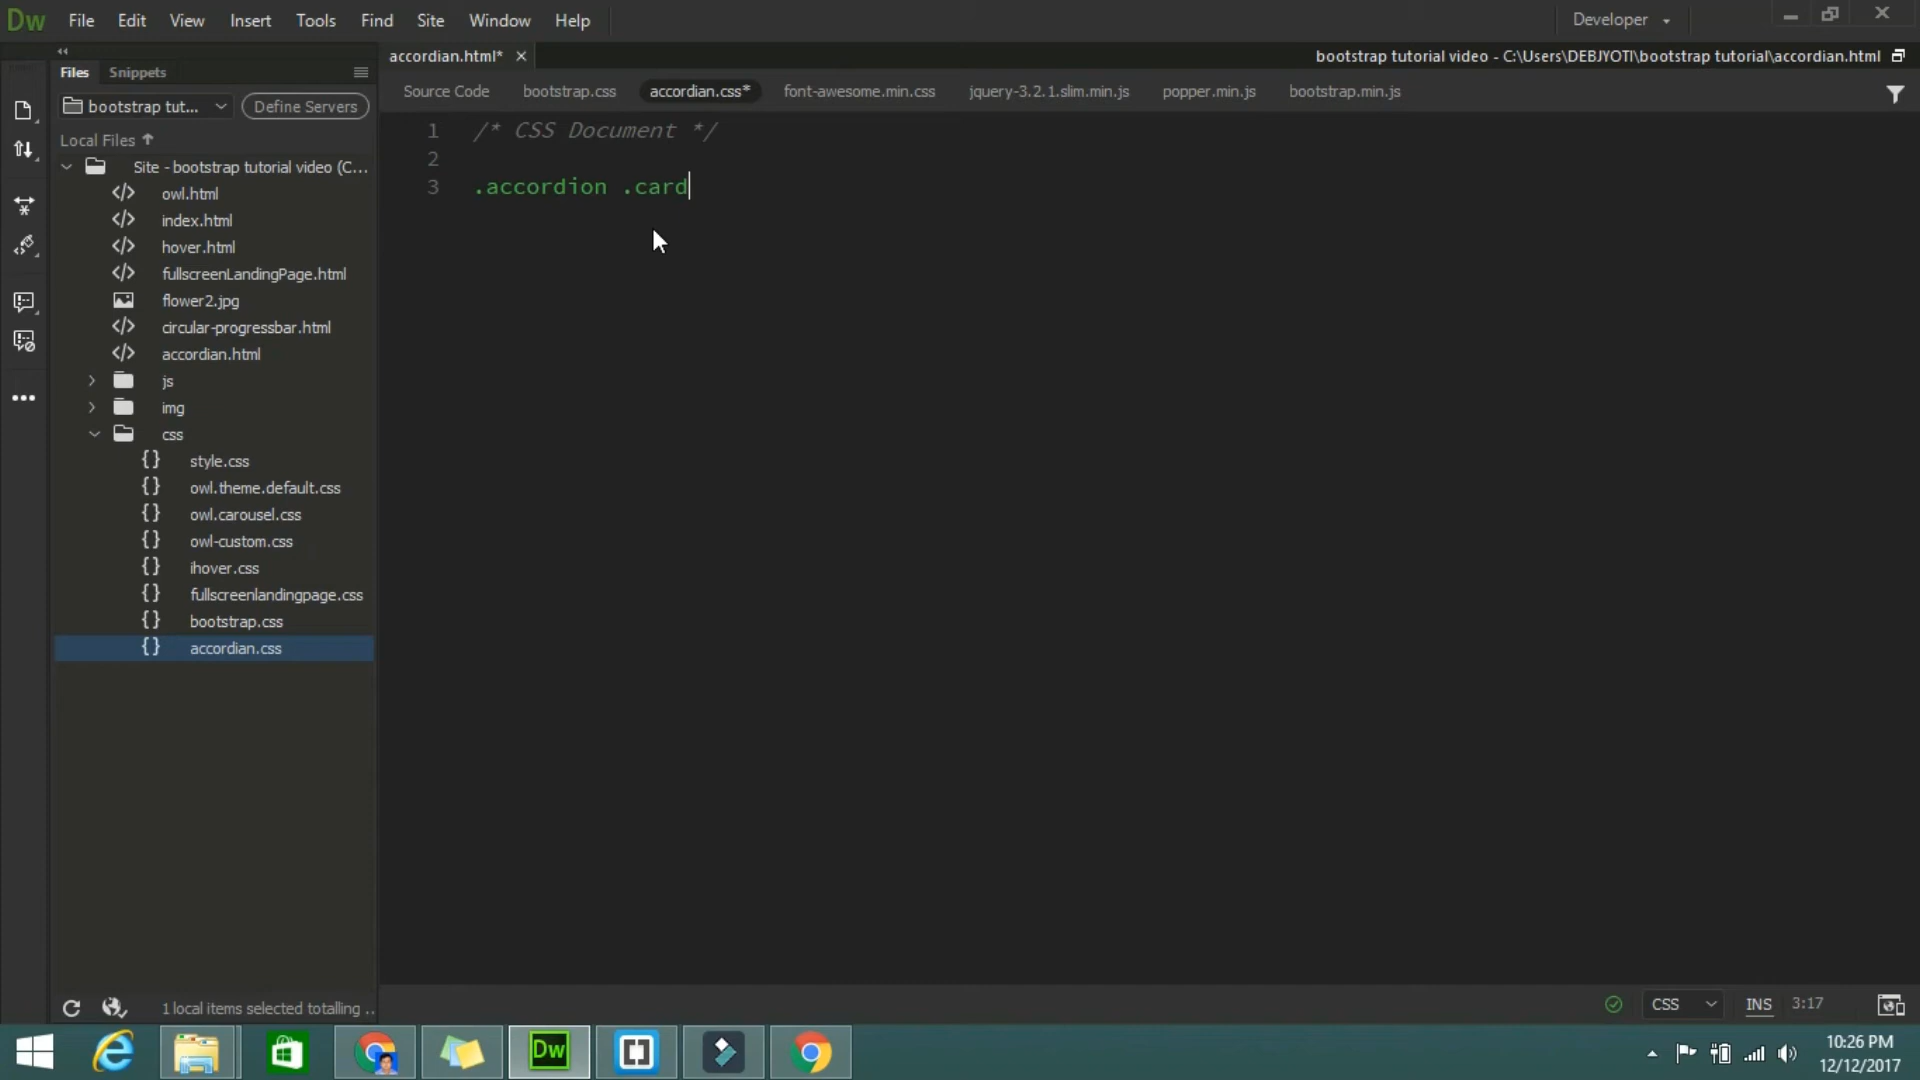 Dw File Edit View Insert Tools Find Site Window Help Developer
accordian.html*
bootstrap tutorial video - C:\Users\DEBJYOTI\bootstrap tutorial\accordian.html
Files Snippets
Source Code bootstrap.css accordian.css* font-awesome.min.css jquery-3.2.1.slim.min.js popper.min.js bootstrap.min.js
bootstrap tut... Define Servers
Local Files
Site - bootstrap tutorial video (C...
owl.html
index.html
hover.html
fullscreenLandingPage.html
flower2.jpg
circular-progressbar.html
accordian.html
js
img
css
style.css
owl.theme.default.css
owl.carousel.css
owl-custom.css
ihover.css
fullscreenlandingpage.css
bootstrap.css
accordian.css
1 /* CSS Document */
2
3 .accordion .card
1 local items selected totalling ..
CSS INS 3:17
Dw
10:26 PM
12/12/2017